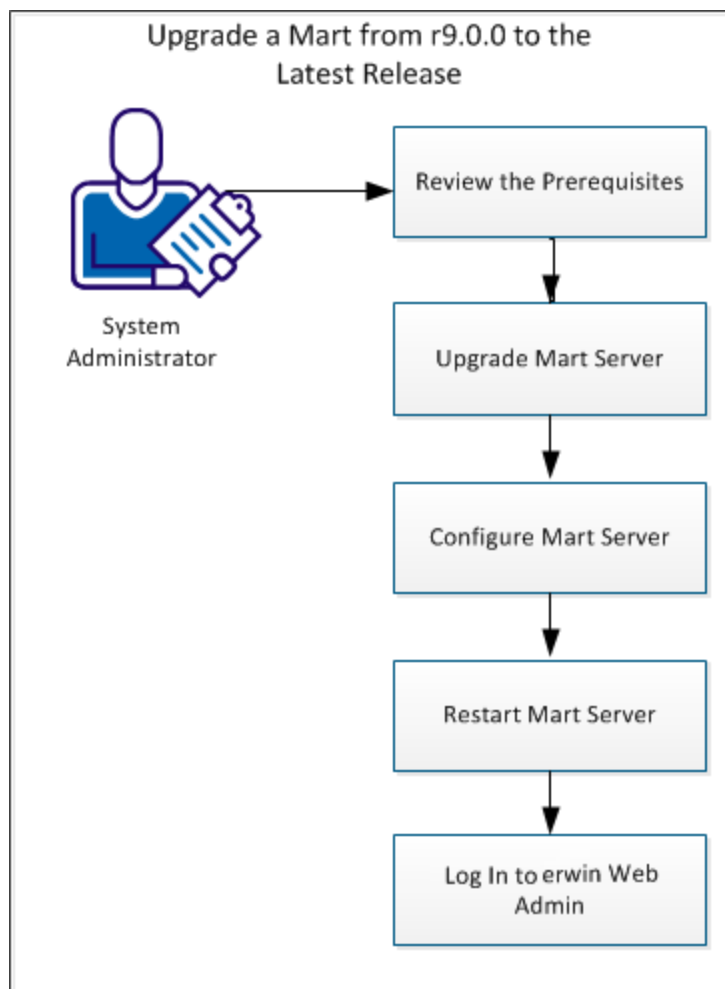 Upgrade a Mart from r9.0.0 to the
Latest Release
Review the Prerequisites
System
Administrator
Upgrade Mart Server
Configure Mart Server
Restart Mart Server
Log In to erwin Web
Admin